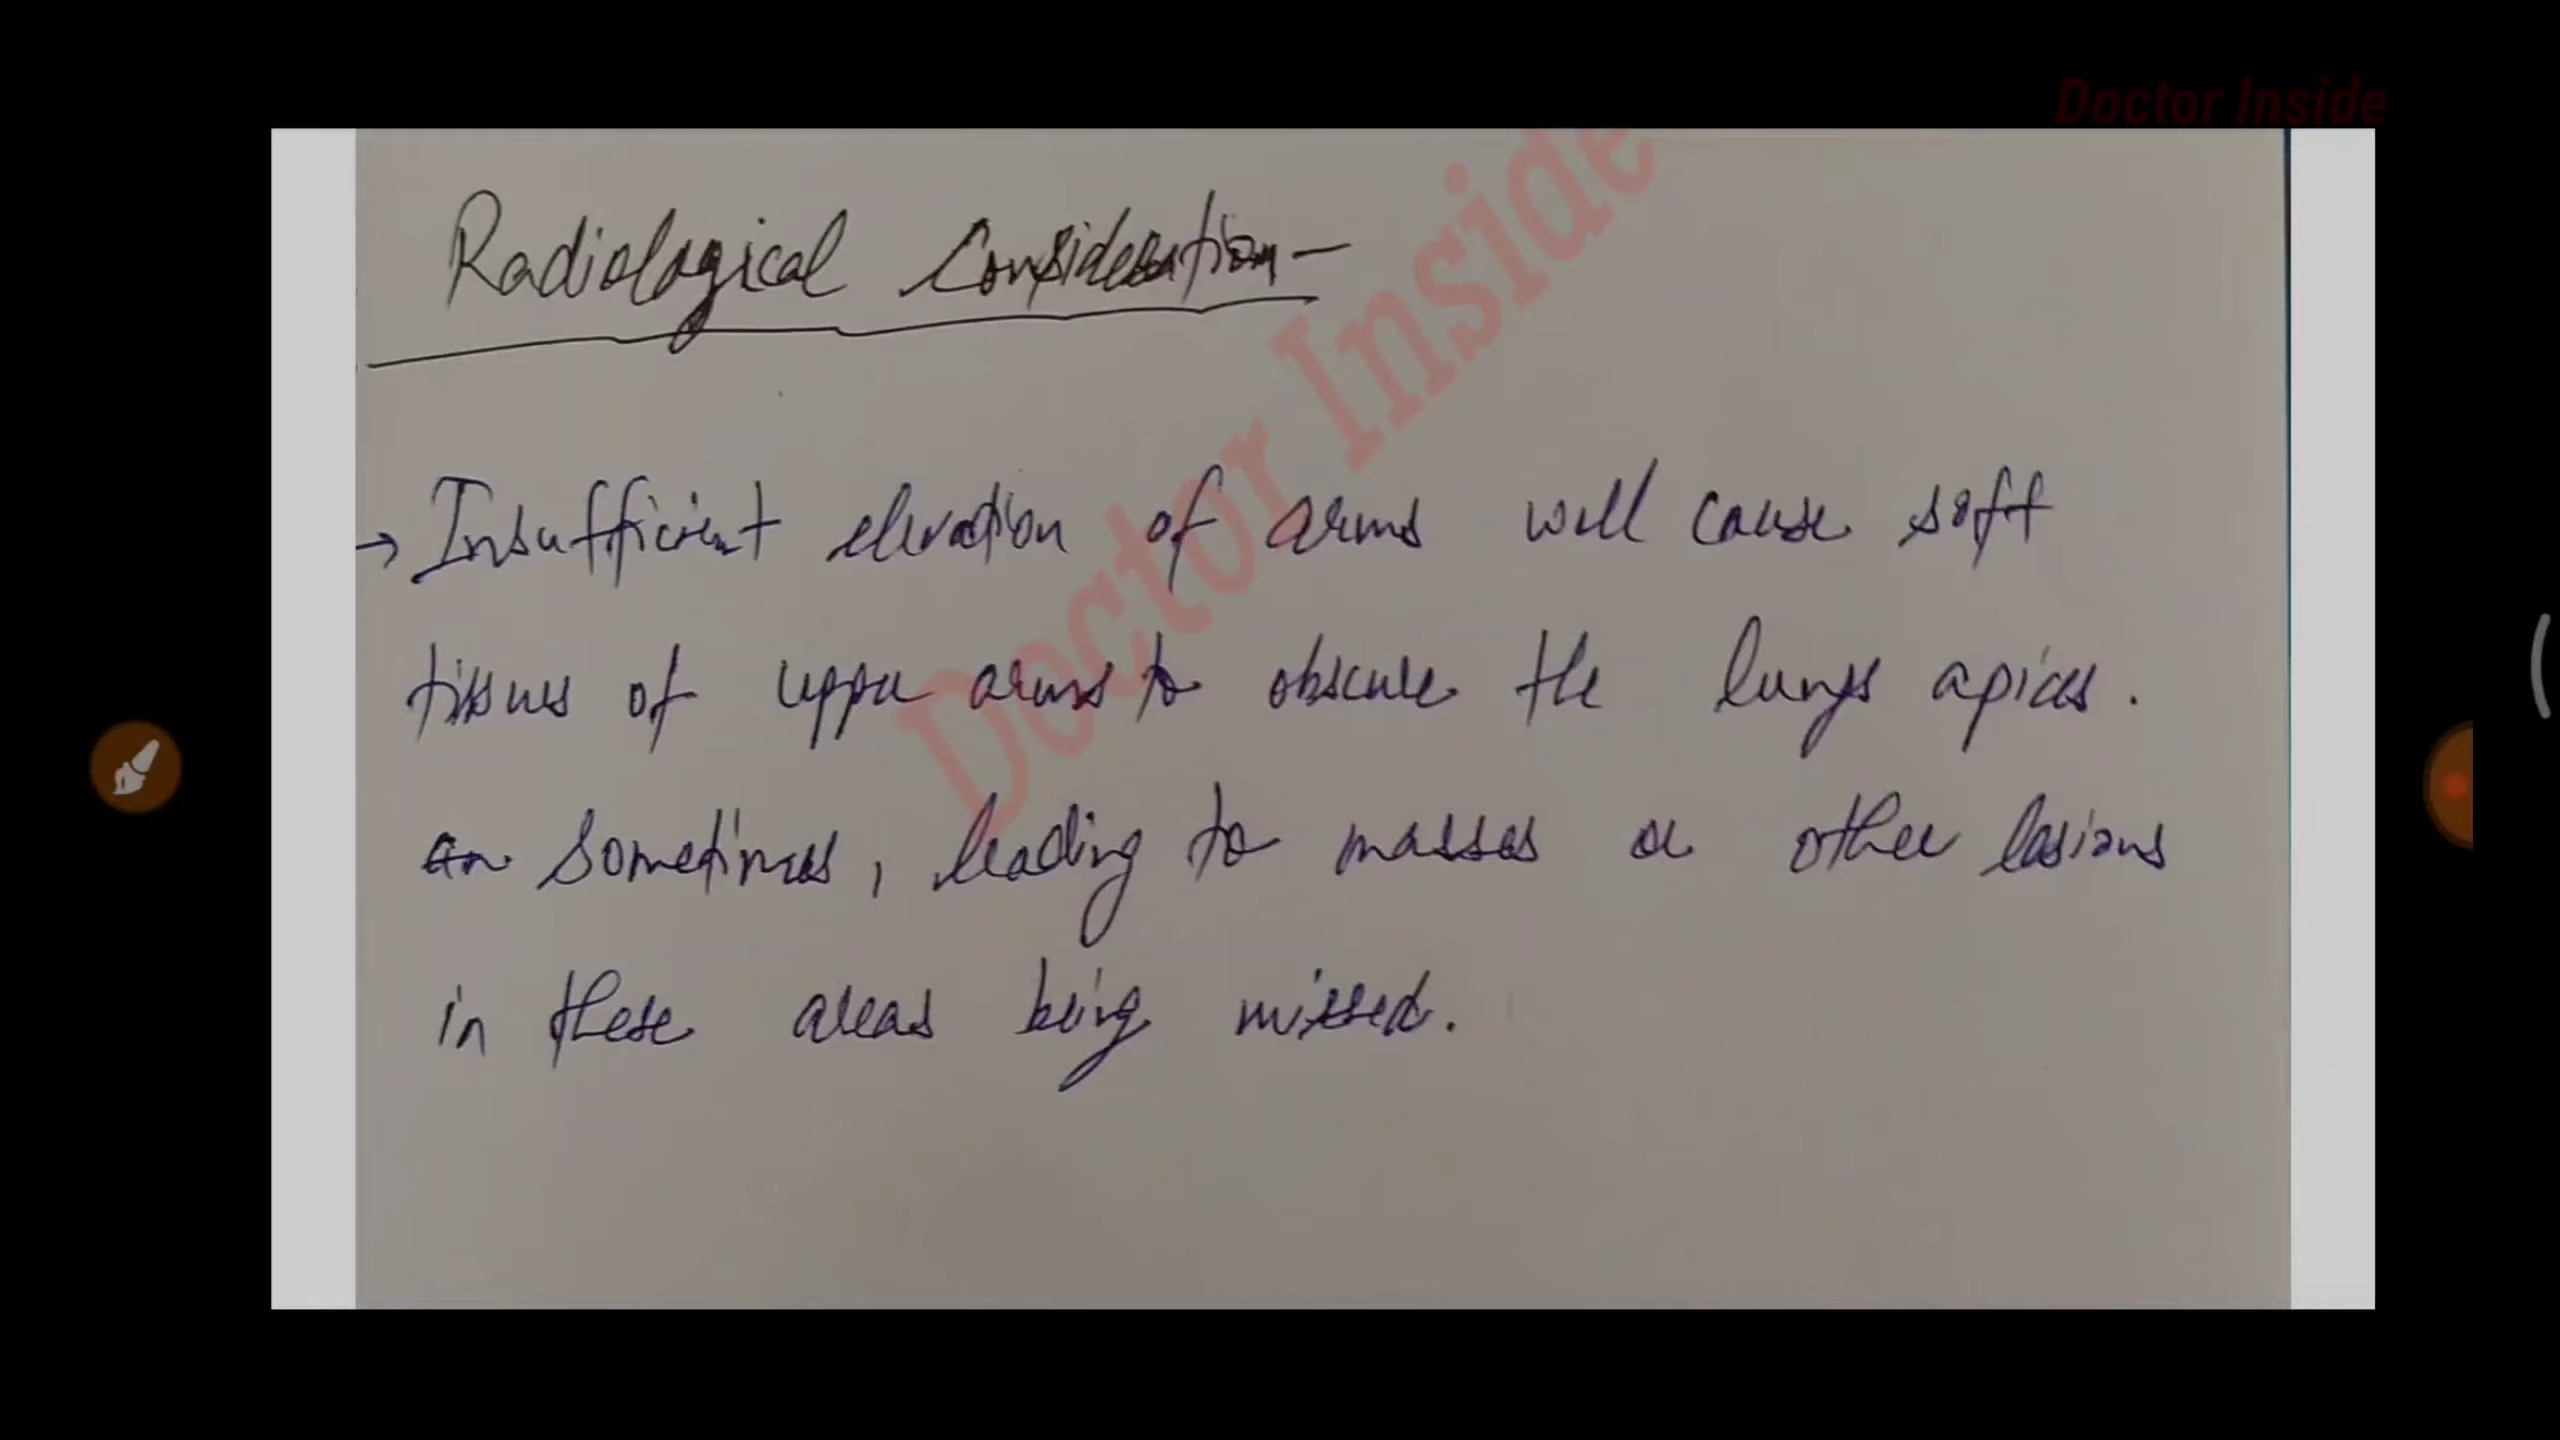 Doctor Inside
Radiological Consideration-
→ Insufficient elevation of arms will cause soft
tissues of upper arms to obscure the lungs apices.
sometimes, leading to masses or other lesions
in these areas being missed.
Doctor Inside